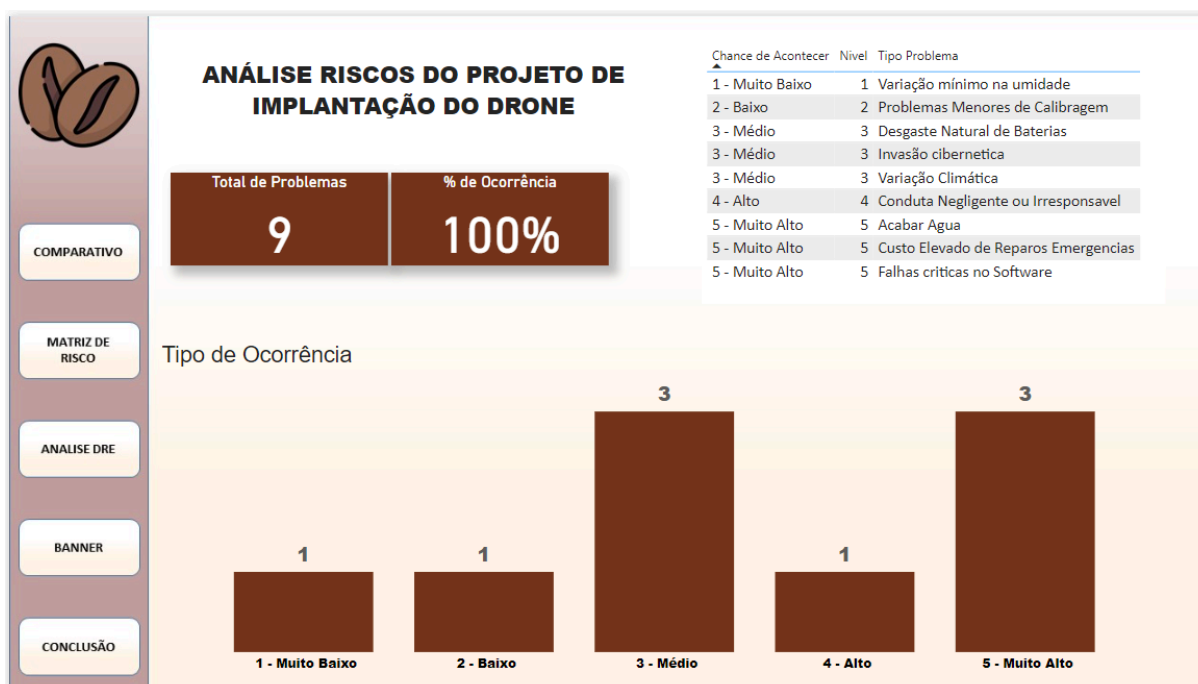 ANÁLISE RISCOS DO PROJETO DE
IMPLANTAÇÃO DO DRONE
Total de Problemas
9
% de Ocorrência
100%
Chance de Acontecer Nivel Tipo Problema
1 - Muito Baixo 1 Variação mínimo na umidade
2 - Baixo 2 Problemas Menores de Calibragem
3 - Médio 3 Desgaste Natural de Baterias
3 - Médio 3 Invasão cibernetica
3 - Médio 3 Variação Climática
4 - Alto 4 Conduta Negligente ou Irresponsavel
5 - Muito Alto 5 Acabar Agua
5 - Muito Alto 5 Custo Elevado de Reparos Emergencias
5 - Muito Alto 5 Falhas criticas no Software
COMPARATIVO
MATRIZ DE
RISCO
ANALISE DRE
BANNER
CONCLUSÃO
Tipo de Ocorrência
1 1 3 1 3
1 - Muito Baixo 2 - Baixo 3 - Médio 4 - Alto 5 - Muito Alto